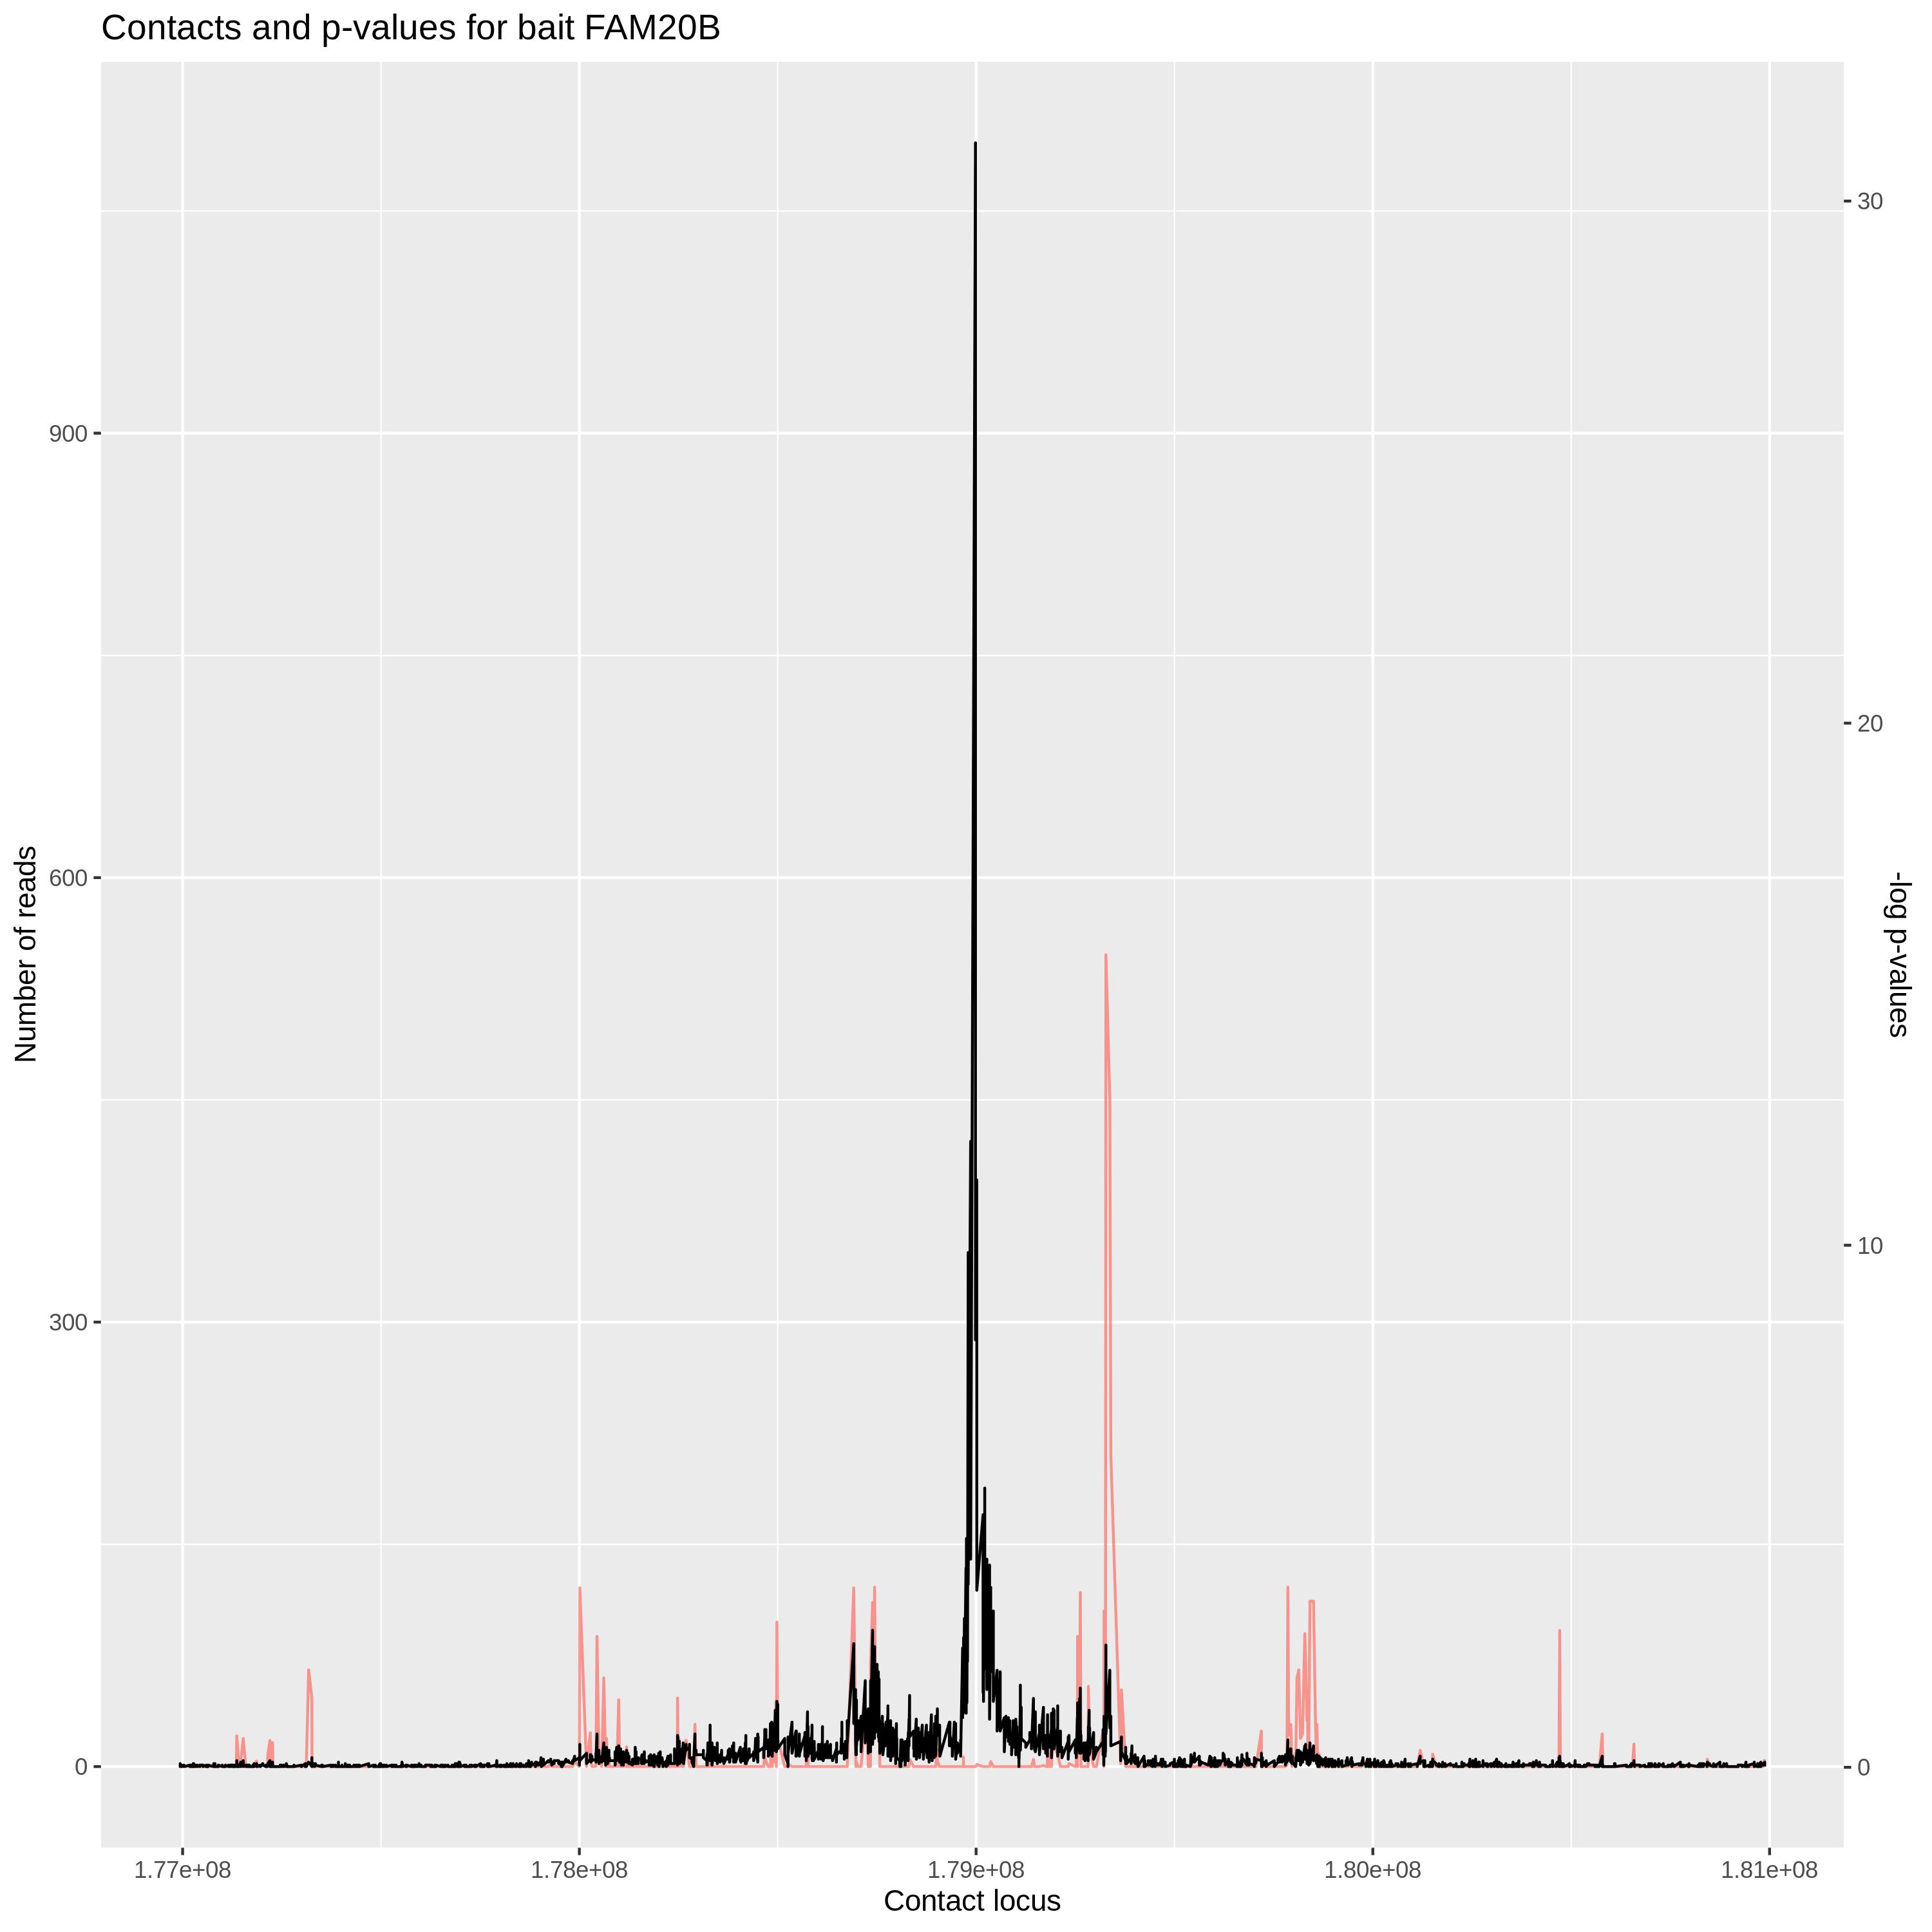 Contacts and p-values for bait FAM20B
Number of reads
900
600
300
0
30
20
10
0
-log p-values
1.77e+08 1.78e+08 1.79e+08 1.80e+08 1.81e+08
Contact locus